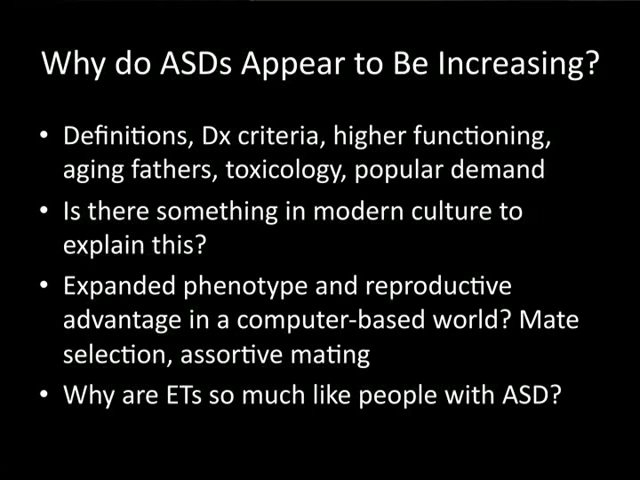 Why do ASDs Appear to Be Increasing?
• Definitions, Dx criteria, higher functioning,
aging fathers, toxicology, popular demand
• Is there something in modern culture to
explain this?
• Expanded phenotype and reproductive
advantage in a computer-based world? Mate
selection, assortive mating
• Why are ETs so much like people with ASD?